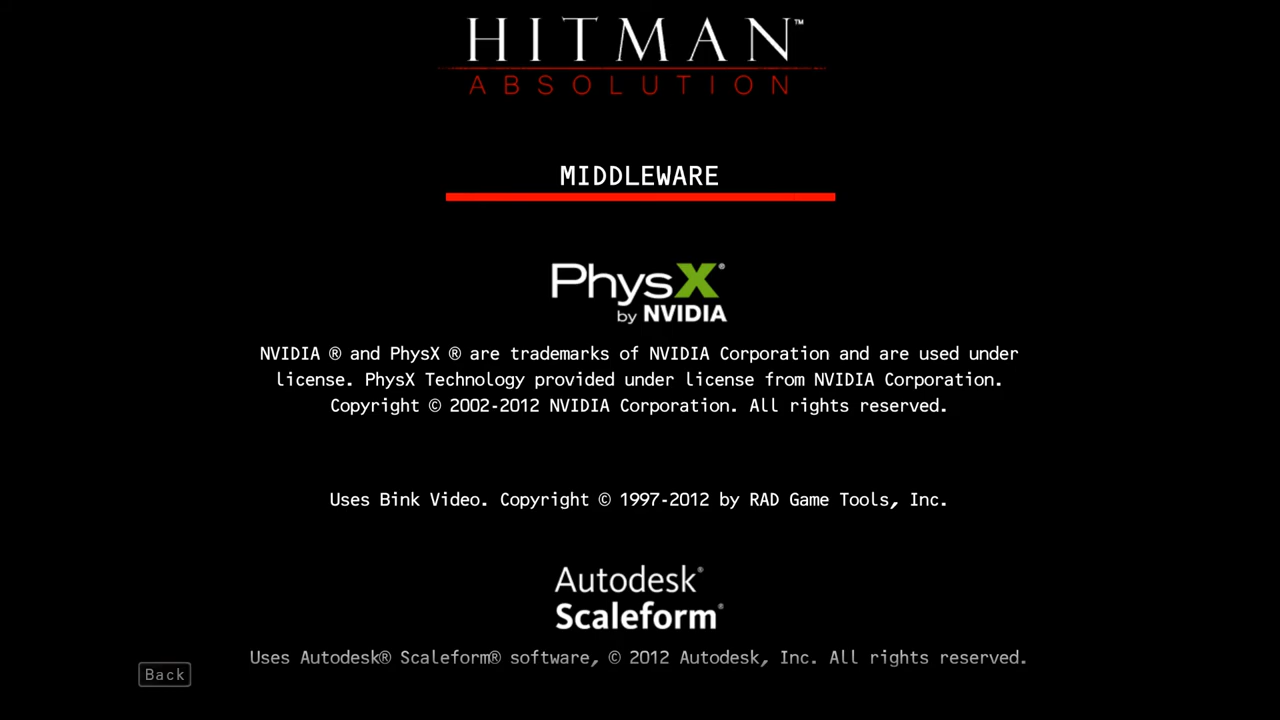 HITMAN™
ABSOLUTION
MIDDLEWARE
PhysX®
by NVIDIA
NVIDIA ® and PhysX ® are trademarks of NVIDIA Corporation and are used under
license. PhysX Technology provided under license from NVIDIA Corporation.
Copyright © 2002-2012 NVIDIA Corporation. All rights reserved.
Uses Bink Video. Copyright © 1997-2012 by RAD Game Tools, Inc.
Autodesk®
Scaleform®
Uses Autodesk® Scaleform® software, © 2012 Autodesk, Inc. All rights reserved.
Back